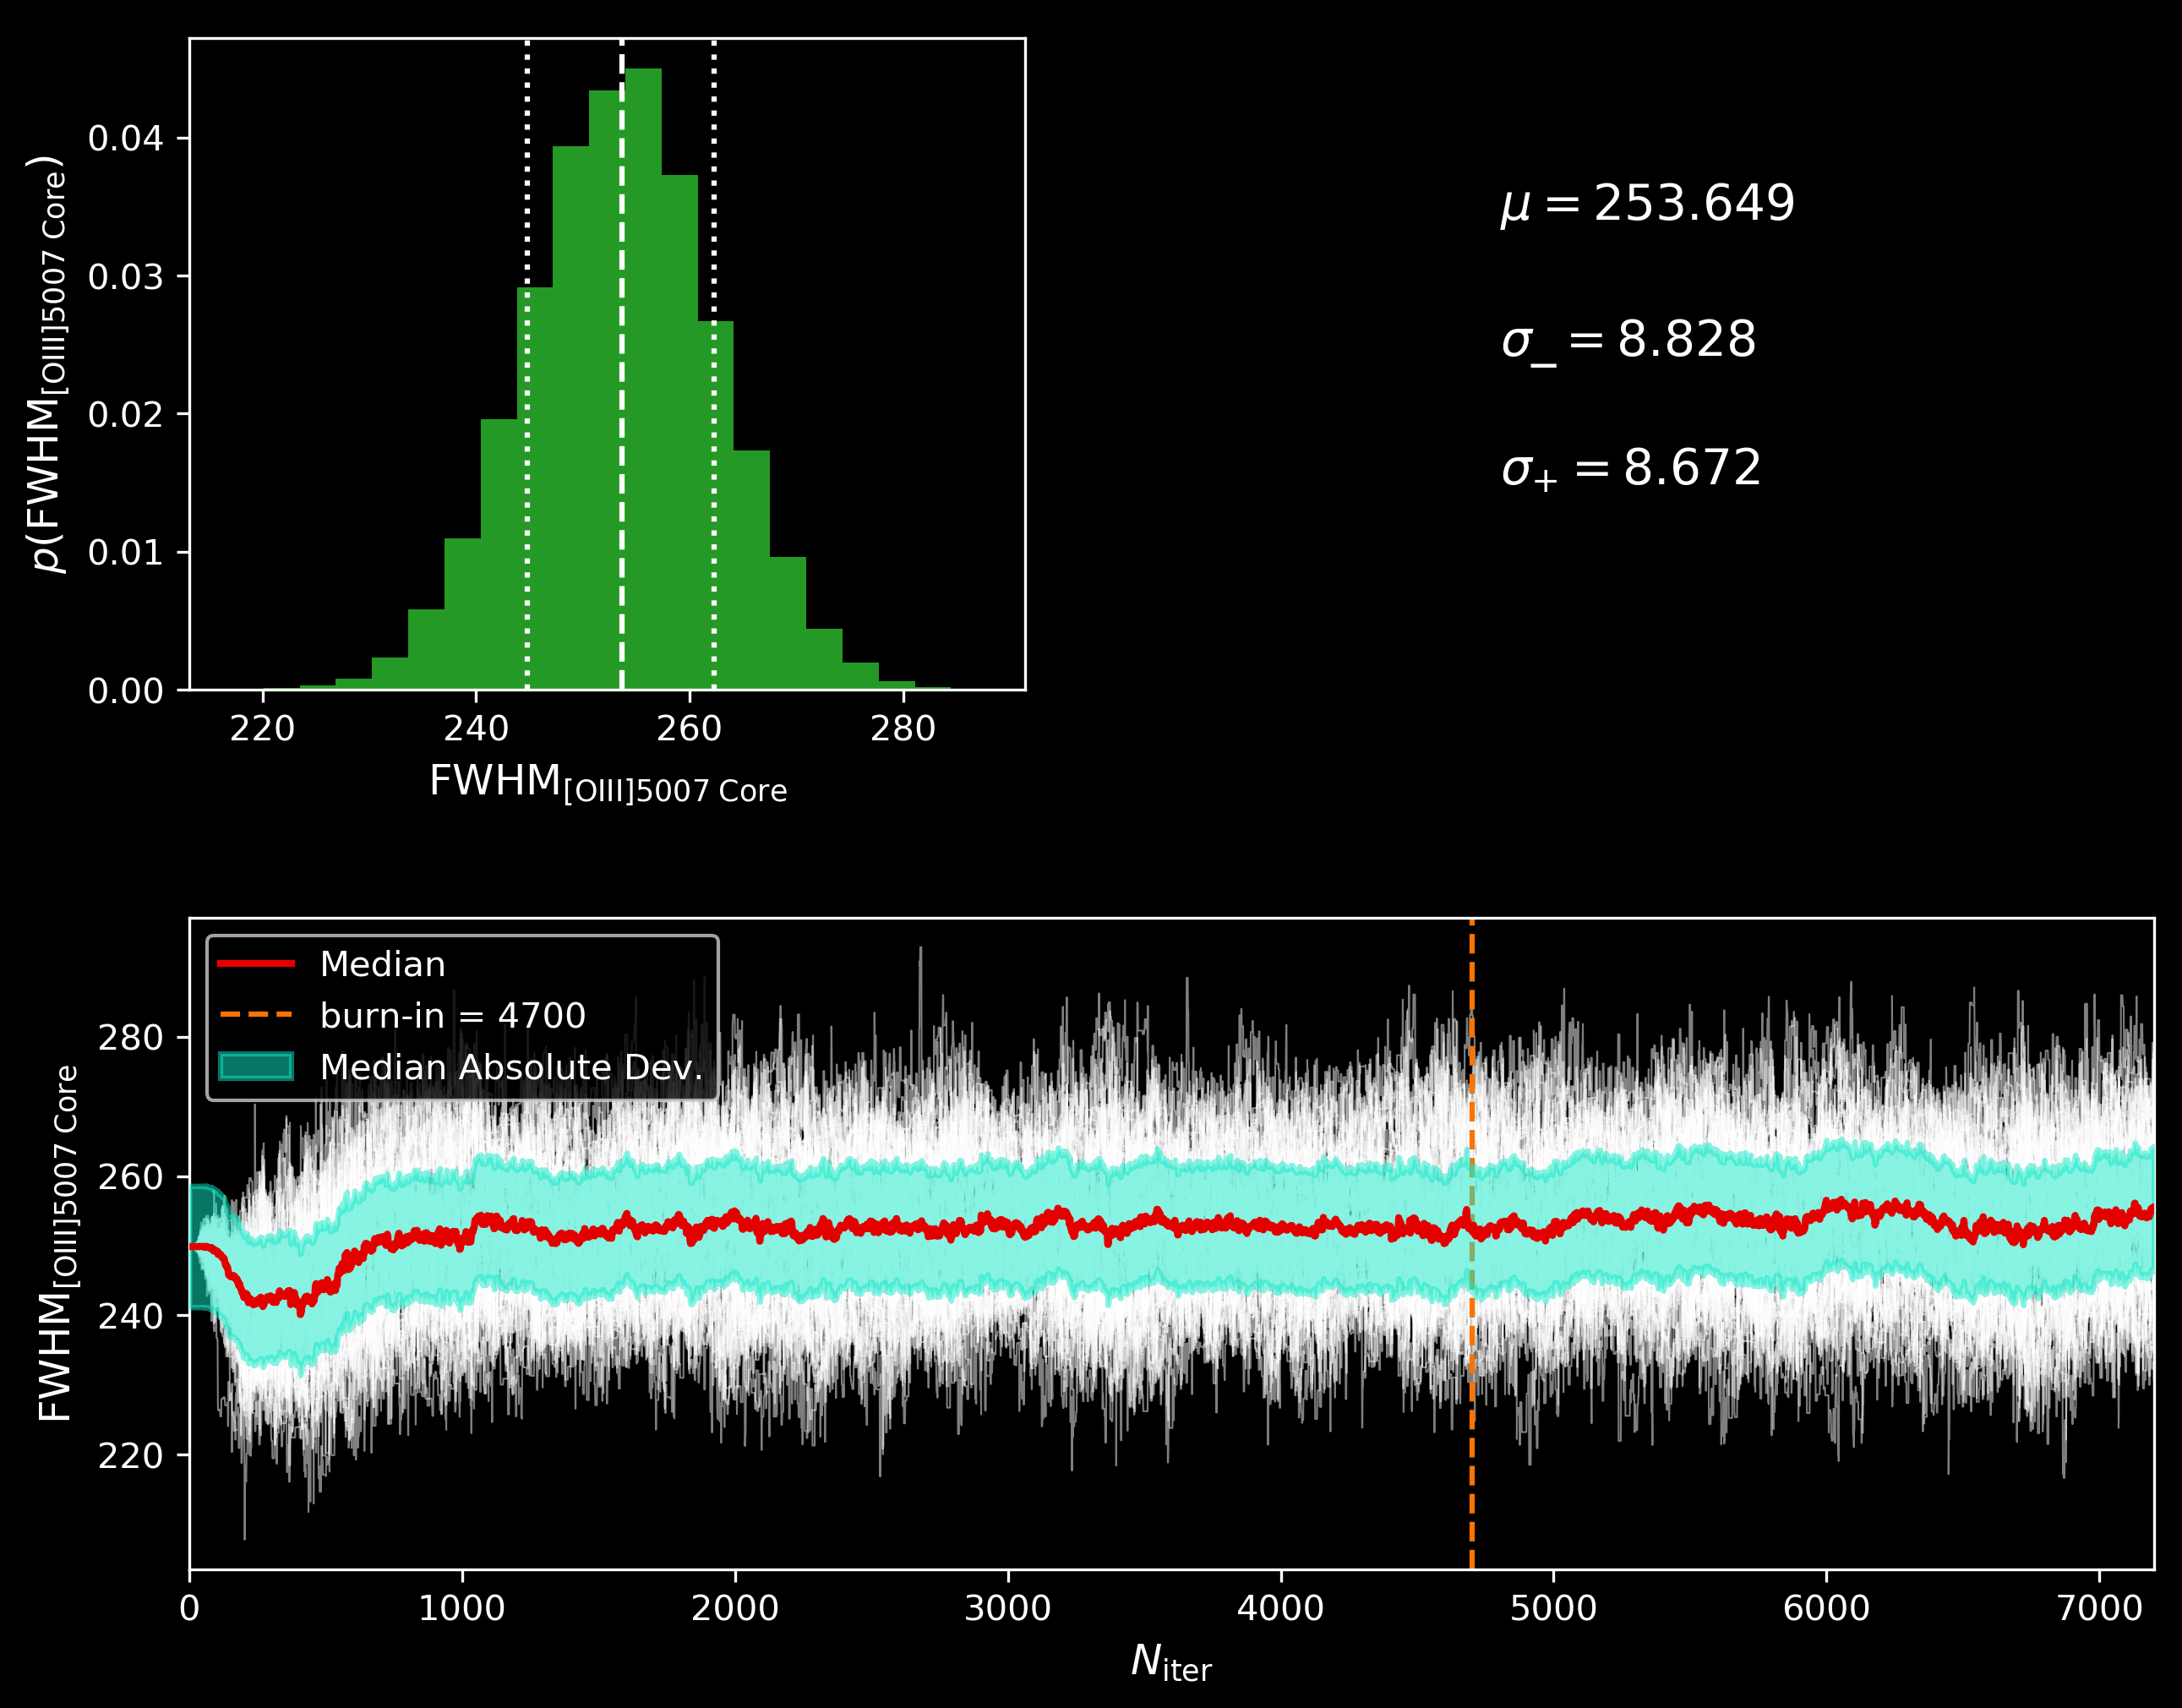 p(FWHM[OIII]5007 Core)
0.04
0.03
0.02
0.01
0.00
220 240 260 280
FWHM[OIII]5007 Core
μ = 253.649
σ− = 8.828
σ+ = 8.672
FWHM[OIII]5007 Core
280
260
240
220
Median
burn-in = 4700
Median Absolute Dev.
0 1000 2000 3000 4000 5000 6000 7000
Niter